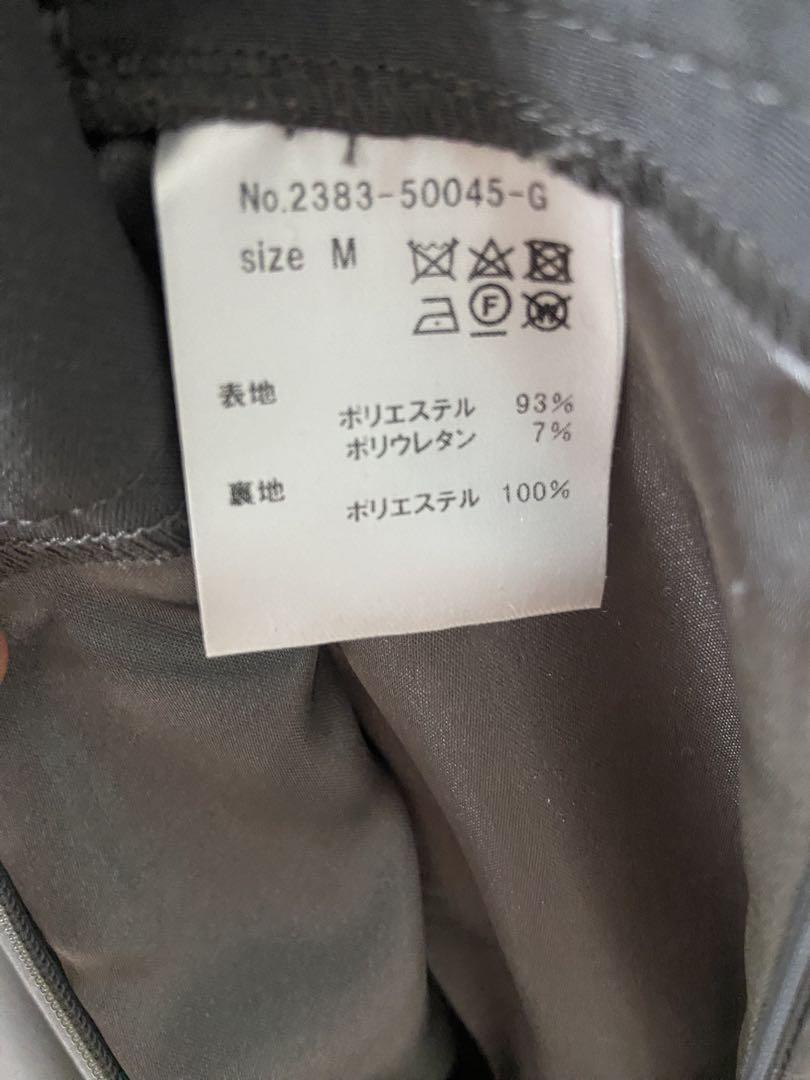 No.2383-50045-G
size M
F
W
表地
ポリエステル 93%
ポリウレタン 7%
裏地
ポリエステル 100%